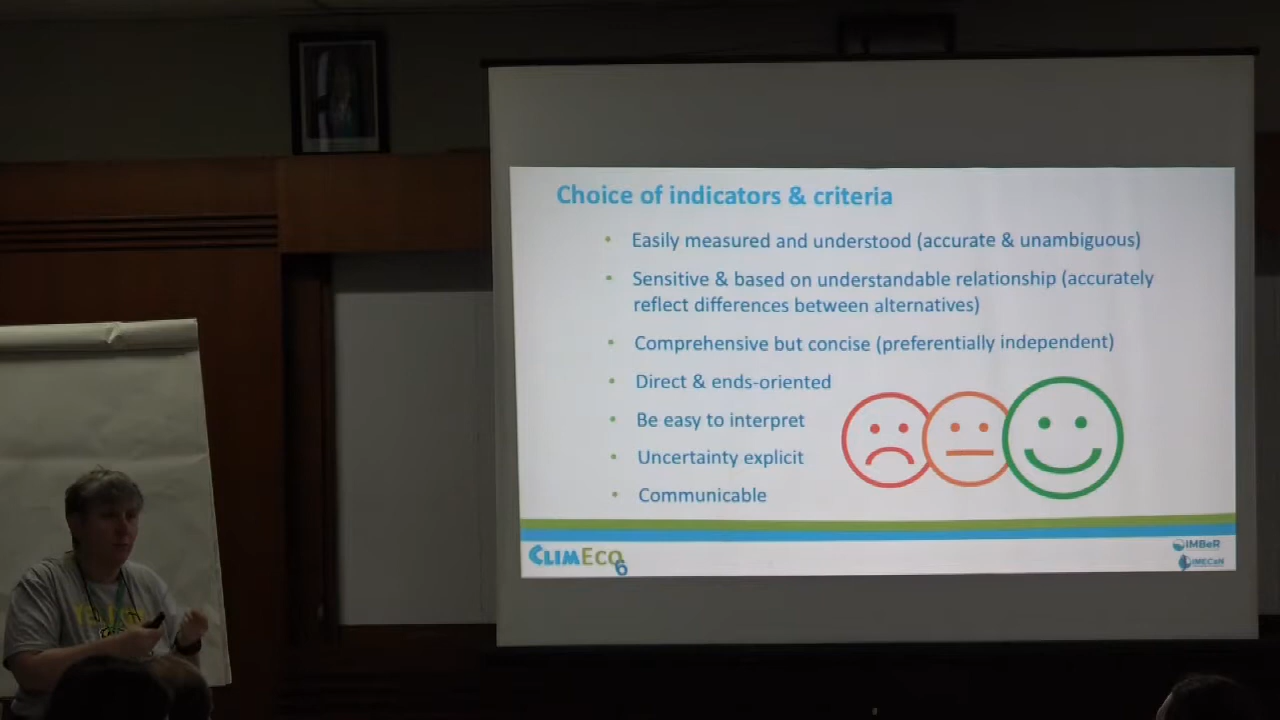 Choice of indicators & criteria
• Easily measured and understood (accurate & unambiguous)
• Sensitive & based on understandable relationship (accurately
reflect differences between alternatives)
• Comprehensive but concise (preferentially independent)
• Direct & ends-oriented
• Be easy to interpret
• Uncertainty explicit
• Communicable
CLIMECO6
IMBeR
IMECaN